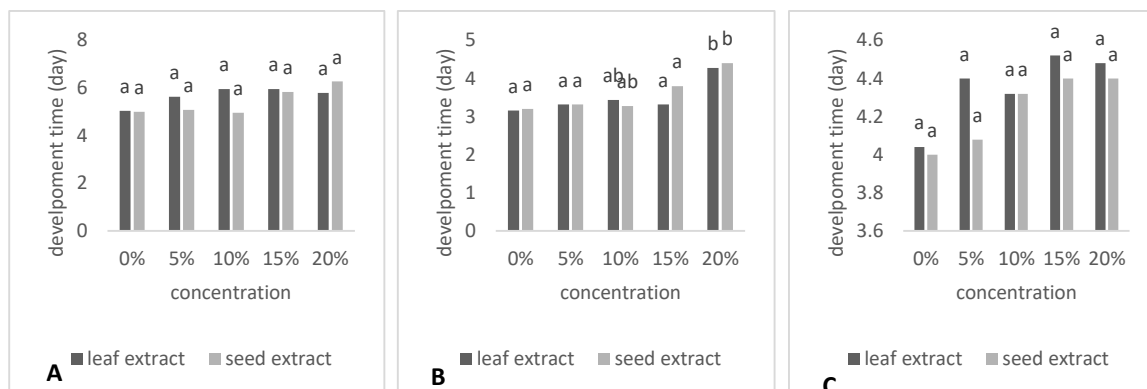 develpoment time (day)
8
6
4
2
0
a a
a a
a a
a a
a a
0% 5% 10% 15% 20%
concentration
leaf extract seed extract
A
develpoment time (day)
5
4
3
2
1
0
a a
a a
ab ab
a a
b b
0% 5% 10% 15% 20%
concentration
leaf extract seed extract
B
develpoment time (day)
4.6
4.4
4.2
4
3.8
3.6
a a
a a
a a
a a
a a
0% 5% 10% 15% 20%
concentration
leaf extract seed extract
C